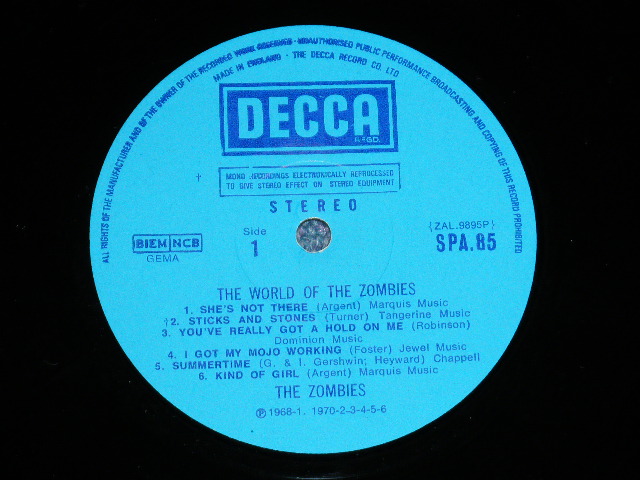 ALL RIGHTS OF THE MANUFACTURER AND OF THE OWNER OF THE RECORDED WORK RESERVED · UNAUTHORISED PUBLIC PERFORMANCE BROADCASTING AND COPYING OF THIS RECORD PROHIBITED
MADE IN ENGLAND · THE DECCA RECORD CO. LTD
DECCA
REGD.
† MONO RECORDINGS ELECTRONICALLY REPROCESSED
TO GIVE STEREO EFFECT ON STEREO EQUIPMENT
STEREO
Side
1
{ZAL.9895P}
SPA.85
BIEM NCB
GEMA
THE WORLD OF THE ZOMBIES
1. SHE'S NOT THERE (Argent) Marquis Music
†2. STICKS AND STONES (Turner) Tangerine Music
3. YOU'VE REALLY GOT A HOLD ON ME (Robinson)
Dominion Music
4. I GOT MY MOJO WORKING (Foster) Jewel Music
5. SUMMERTIME (G. & I. Gershwin; Heyward) Chappell
6. KIND OF GIRL (Argent) Marquis Music
THE ZOMBIES
℗ 1968-1. 1970-2-3-4-5-6